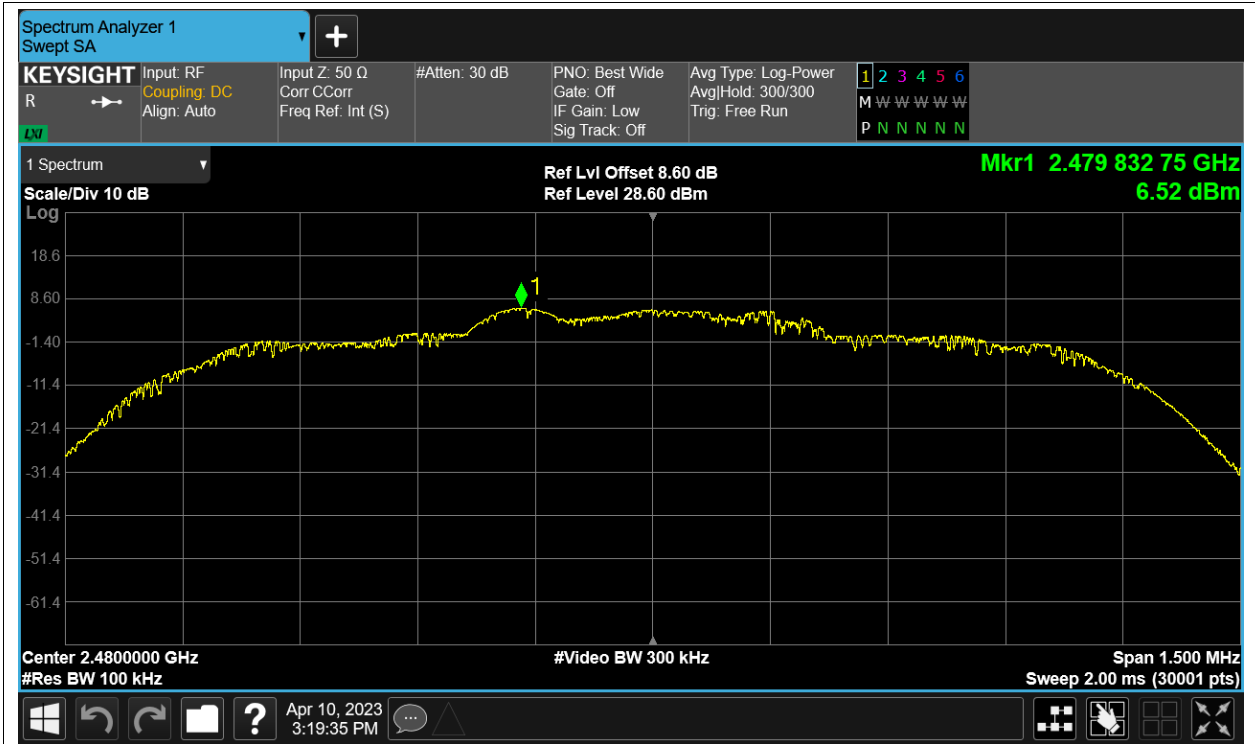 Spectrum Analyzer 1
Swept SA
KEYSIGHT
R
LXI
Input: RF
Coupling: DC
Align: Auto
Input Z: 50 Ω
Corr CCorr
Freq Ref: Int (S)
#Atten: 30 dB
PNO: Best Wide
Gate: Off
IF Gain: Low
Sig Track: Off
Avg Type: Log-Power
Avg|Hold: 300/300
Trig: Free Run
1 2 3 4 5 6
M W W W W W
P N N N N N
1 Spectrum
Scale/Div 10 dB
Log
Ref Lvl Offset 8.60 dB
Ref Level 28.60 dBm
Mkr1 2.479 832 75 GHz
6.52 dBm
18.6
8.60
1
-1.40
-11.4
-21.4
-31.4
-41.4
-51.4
-61.4
Center 2.4800000 GHz
#Video BW 300 kHz
Span 1.500 MHz
#Res BW 100 kHz
Sweep 2.00 ms (30001 pts)
?
Apr 10, 2023
3:19:35 PM